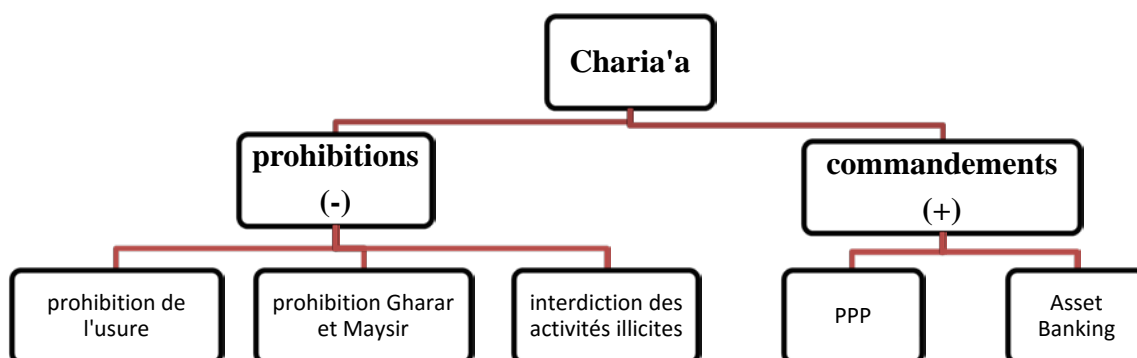 Charia'a
prohibitions
(-)
commandements
(+)
prohibition de
l'usure
prohibition Gharar
et Maysir
interdiction des
activités illicites
PPP
Asset
Banking